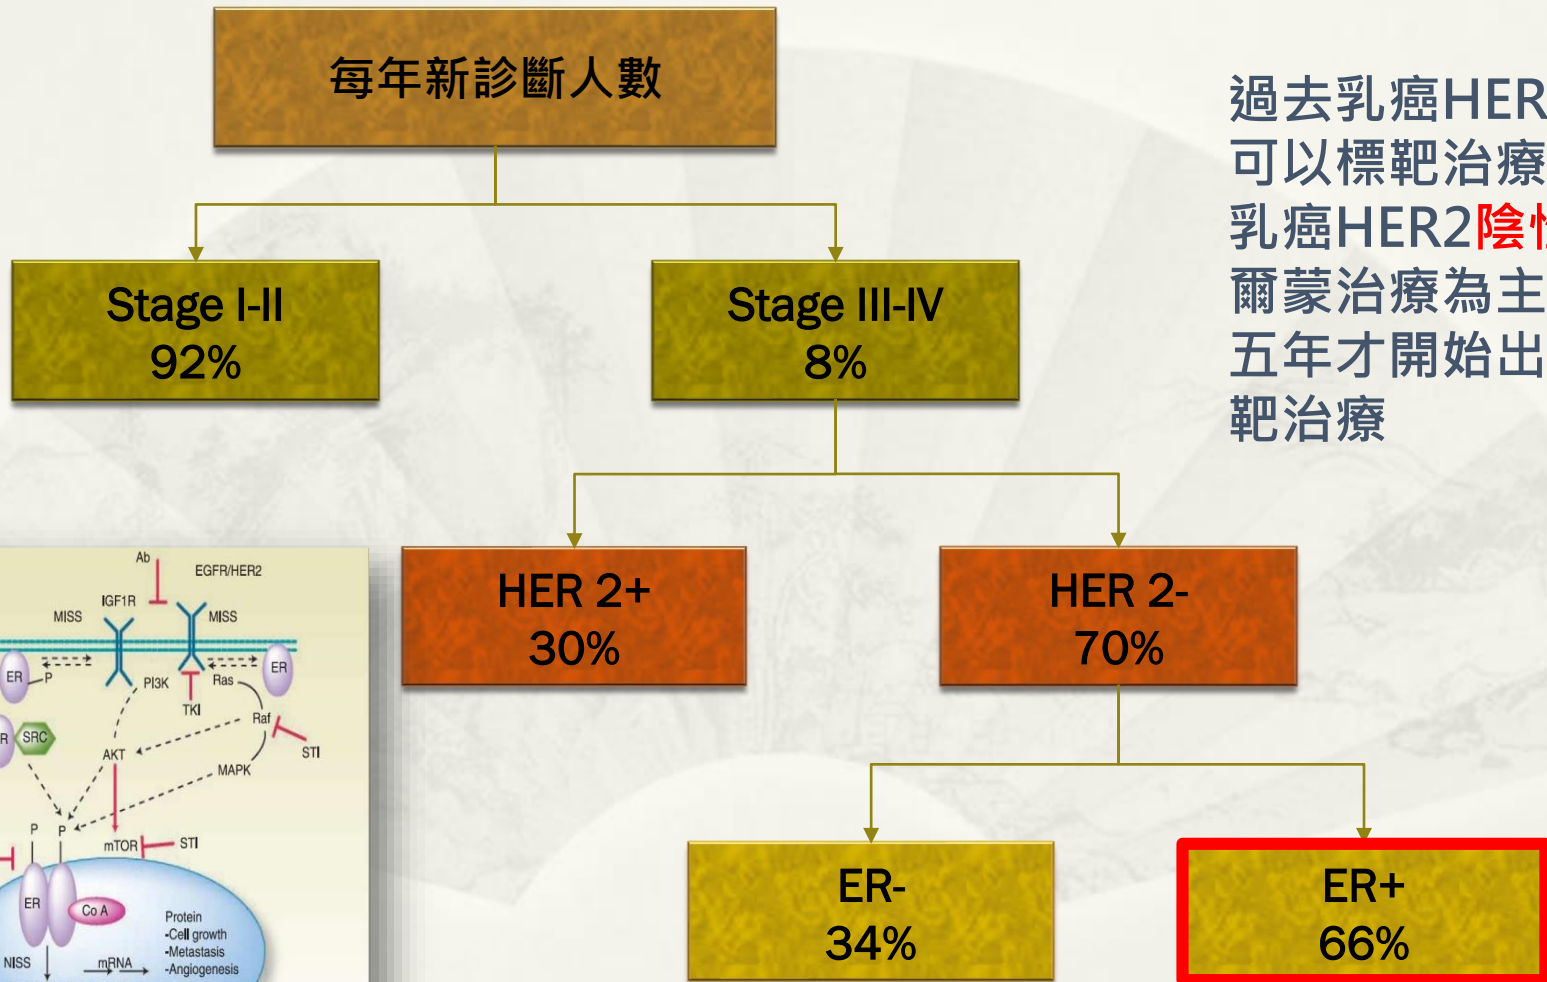 每年新診斷人數
Stage I-II
92%
Stage III-IV
8%
過去乳癌HER
可以標靶治療
乳癌HER2陰
爾蒙治療為主
五年才開始出
靶治療
HER 2+
30%
HER 2-
70%
ER-
34%
ER+
66%
Ab
EGFR/HER2
IGF1R
MISS
MISS
ER
P
ER
PI3K
Ras
TKI
Raf
STI
R
SRC
AKT
MAPK
P
P
mTOR
STI
ER
Co A
Protein
-Cell growth
-Metastasis
-Angiogenesis
NISS
mRNA